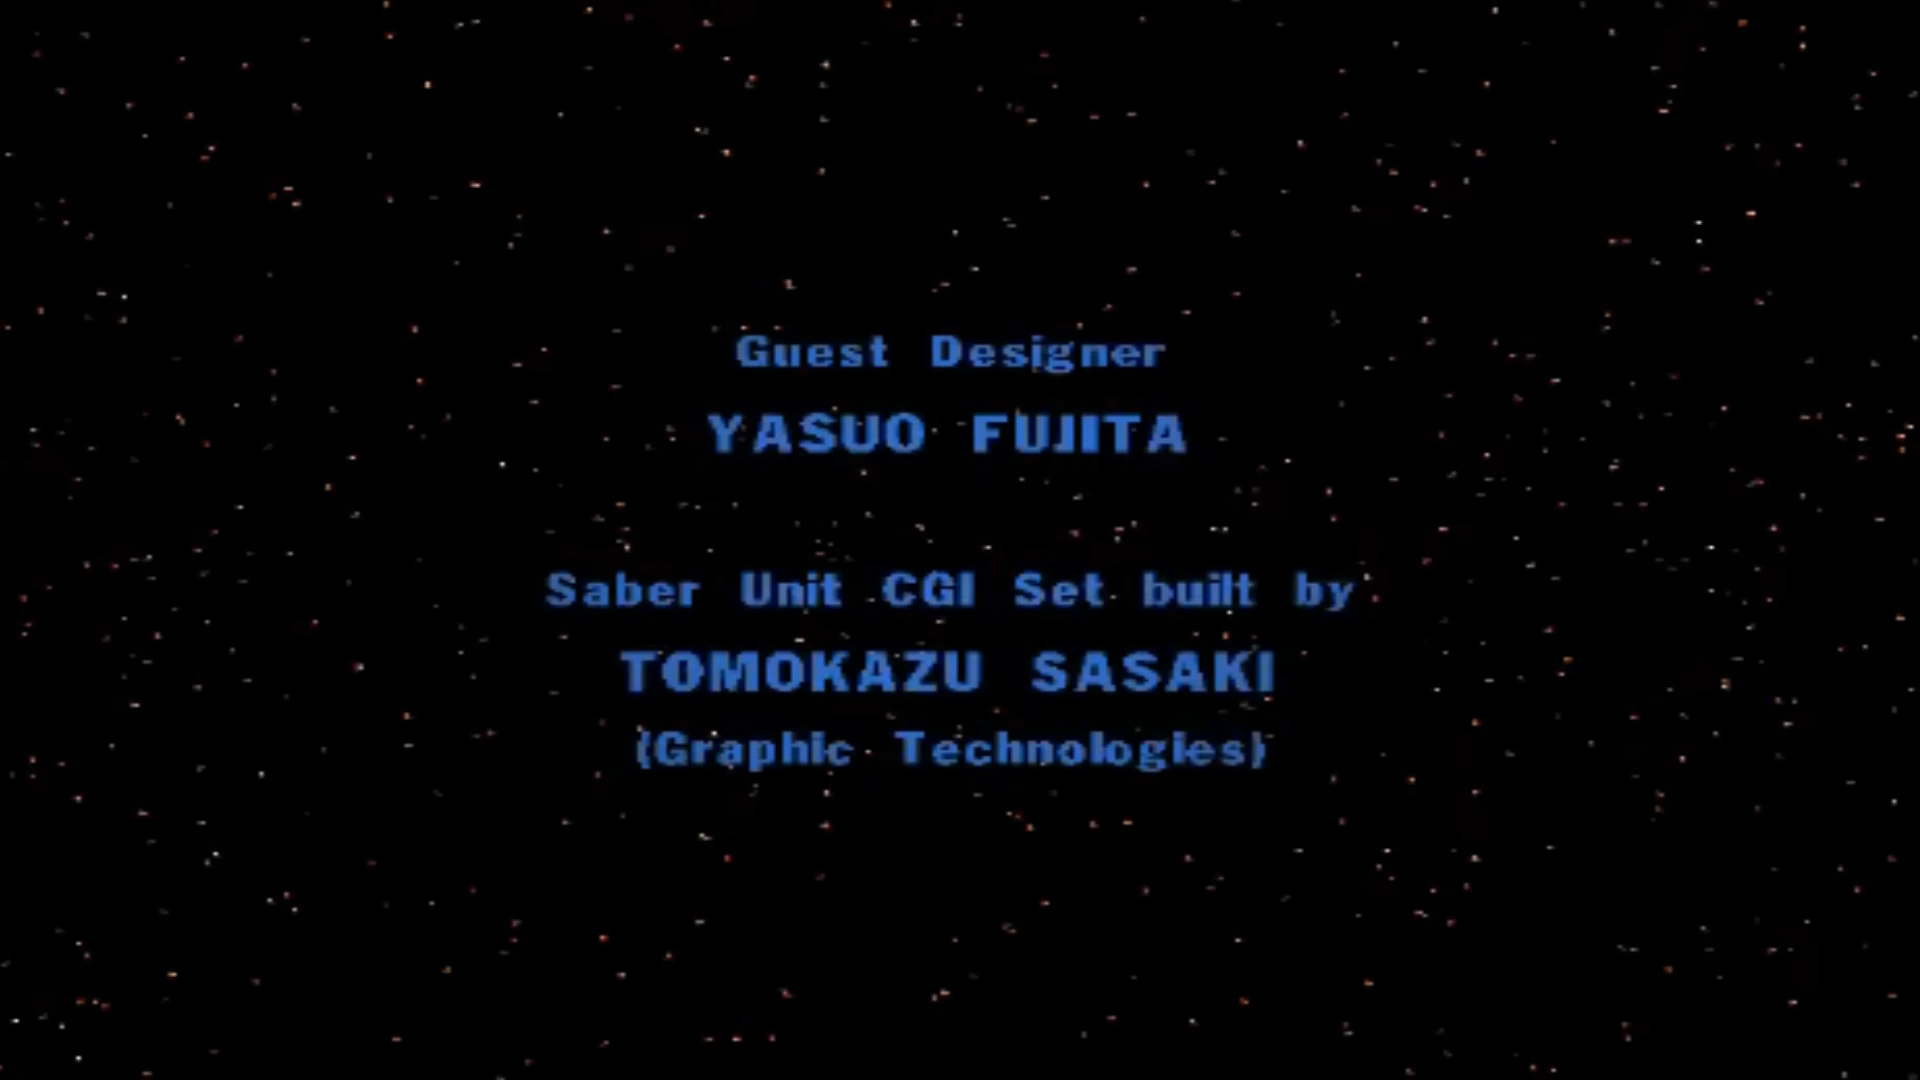 Guest Designer
YASUO FUJITA
Saber Unit CGI Set built by
TOMOKAZU SASAKI
(Graphic Technologies)